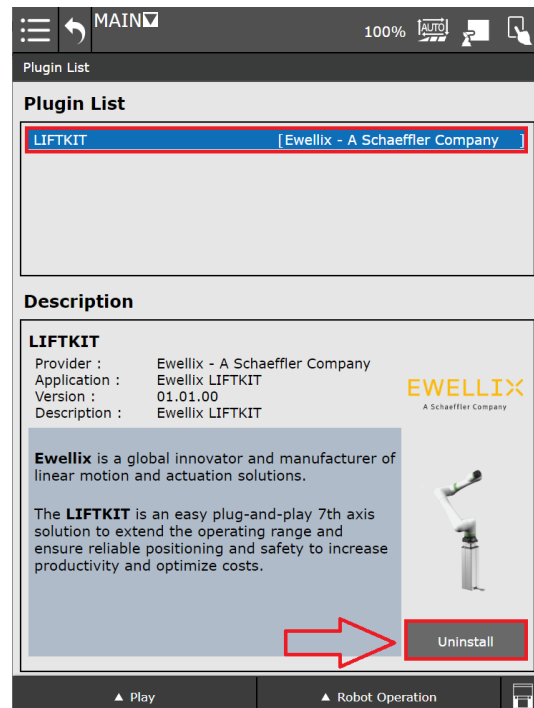 MAIN
100%
AUTO
Plugin List
Plugin List
LIFTKIT [Ewellix - A Schaeffler Company ]
Description
LIFTKIT
Provider : Ewellix - A Schaeffler Company
Application : Ewellix LIFTKIT
Version : 01.01.00
Description : Ewellix LIFTKIT
EWELLIX
A Schaeffler Company
Ewellix is a global innovator and manufacturer of
linear motion and actuation solutions.
The LIFTKIT is an easy plug-and-play 7th axis
solution to extend the operating range and
ensure reliable positioning and safety to increase
productivity and optimize costs.
Uninstall
▲ Play
▲ Robot Operation